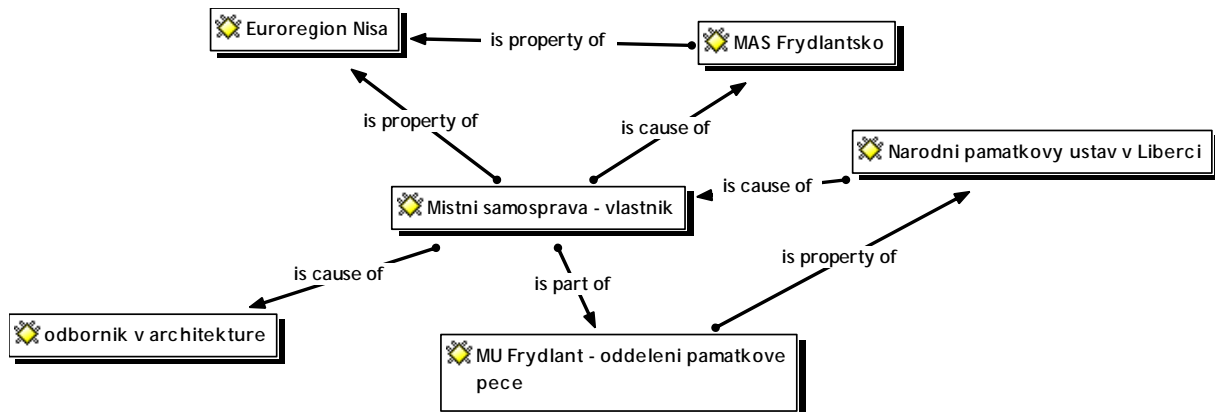 Euroregion Nisa
is property of
MAS Frydlantsko
is property of
is cause of
Narodni pamatkovy ustav v Liberci
is cause of
Mistni samosprava - vlastnik
is property of
is cause of
is part of
odbornik v architekture
MU Frydlant - oddeleni pamatkove
pece